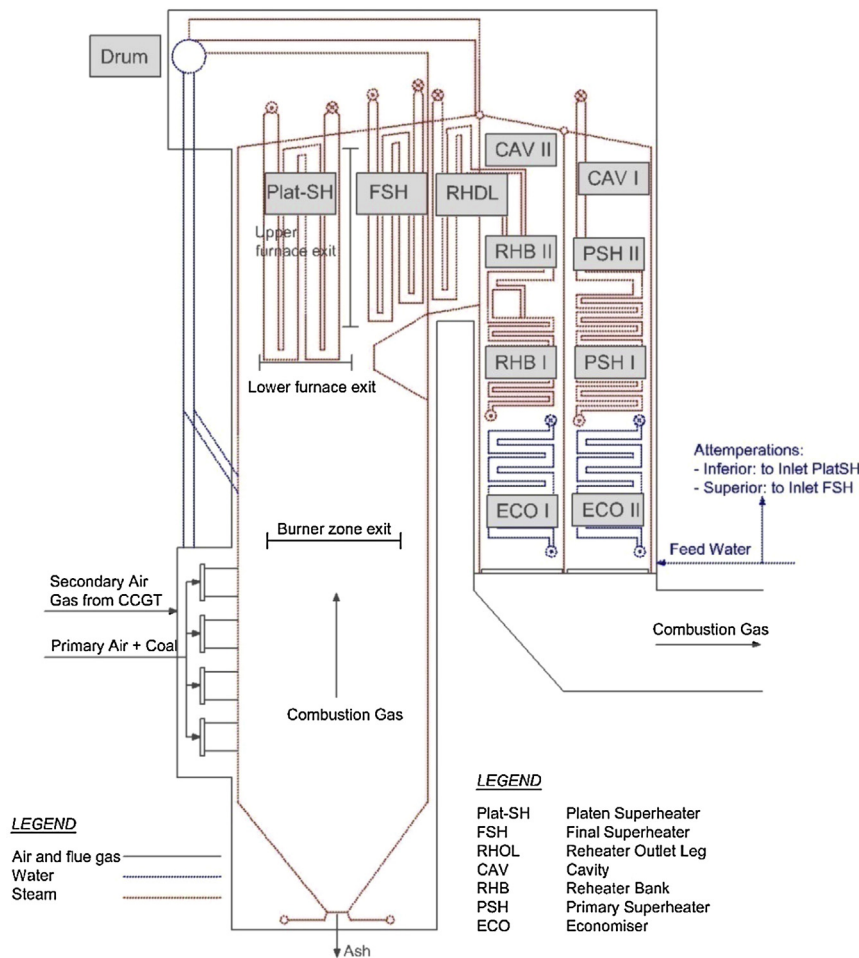 Drum
CAV II
CAV I
Plat-SH
FSH
RHDL
Upper
furnace exit
RHB II
PSH II
RHB I
PSH I
Lower furnace exit
Attemperations:
- Inferior: to Inlet PlatSH
- Superior: to Inlet FSH
ECO I
ECO II
Burner zone exit
Feed Water
Secondary Air
Gas from CCGT
Primary Air + Coal
Combustion Gas
Combustion Gas
LEGEND
Plat-SH Platen Superheater
FSH Final Superheater
RHOL Reheater Outlet Leg
CAV Cavity
RHB Reheater Bank
PSH Primary Superheater
ECO Economiser
LEGEND
Air and flue gas
Water
Steam
Ash